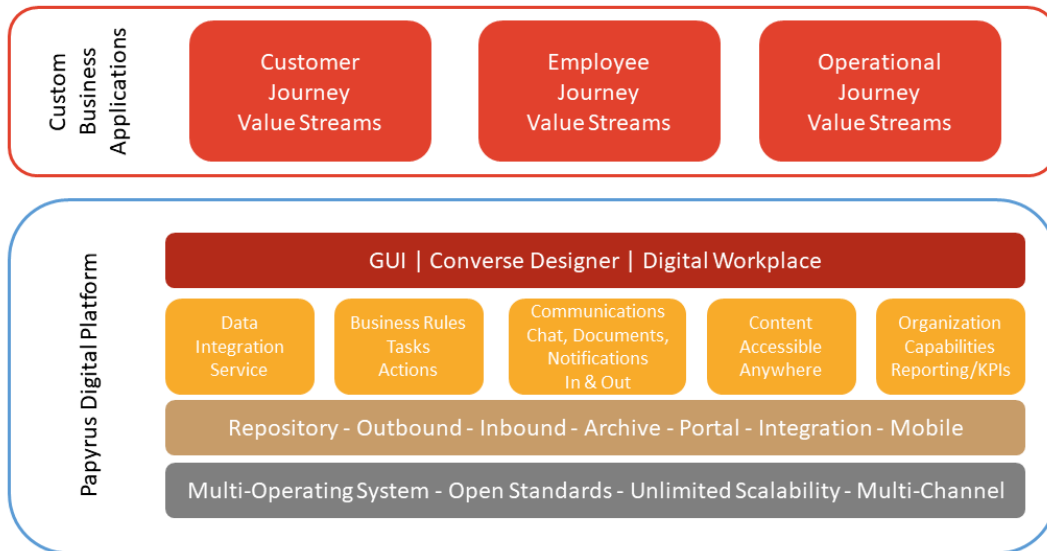 Custom
Business
Applications
Customer
Journey
Value Streams
Employee
Journey
Value Streams
Operational
Journey
Value Streams
Papyrus Digital Platform
GUI | Converse Designer | Digital Workplace
Data
Integration
Service
Business Rules
Tasks
Actions
Communications
Chat, Documents,
Notifications
In & Out
Content
Accessible
Anywhere
Organization
Capabilities
Reporting/KPIs
Repository - Outbound - Inbound - Archive - Portal - Integration - Mobile
Multi-Operating System - Open Standards - Unlimited Scalability - Multi-Channel